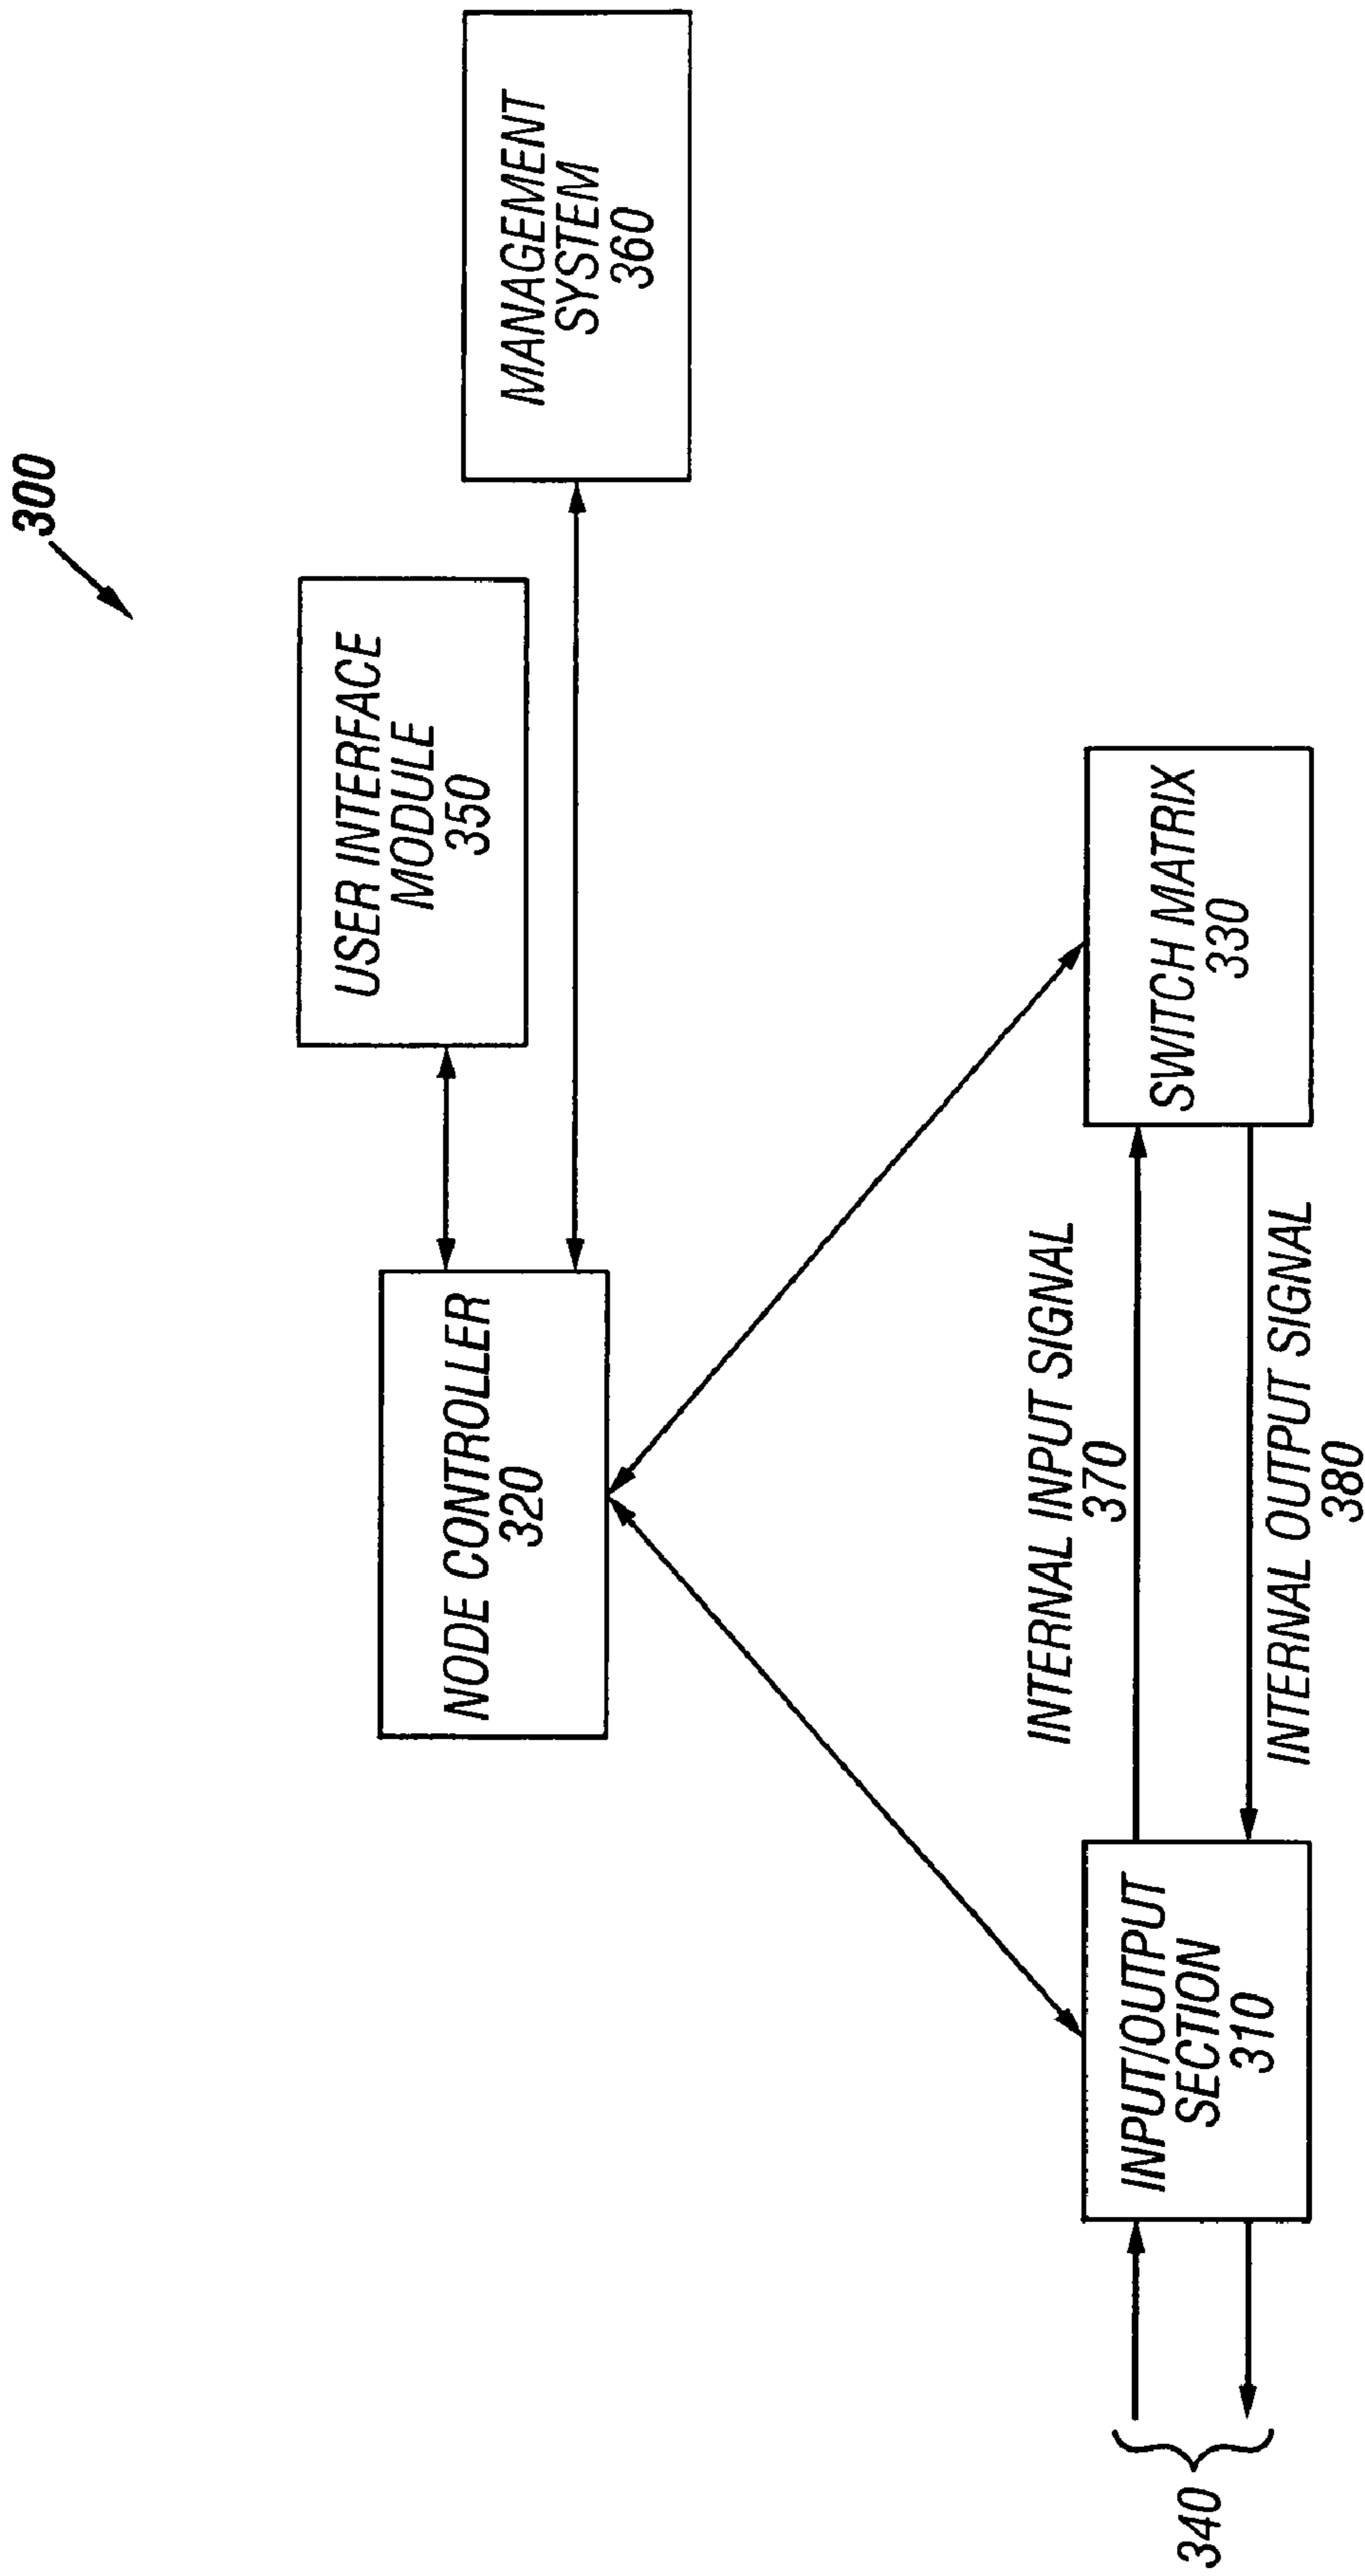 300
USER INTERFACE
MODULE
350
MANAGEMENT
SYSTEM
360
NODE CONTROLLER
320
INTERNAL INPUT SIGNAL
370
INPUT/OUTPUT
SECTION
310
SWITCH MATRIX
330
340
INTERNAL OUTPUT SIGNAL
380